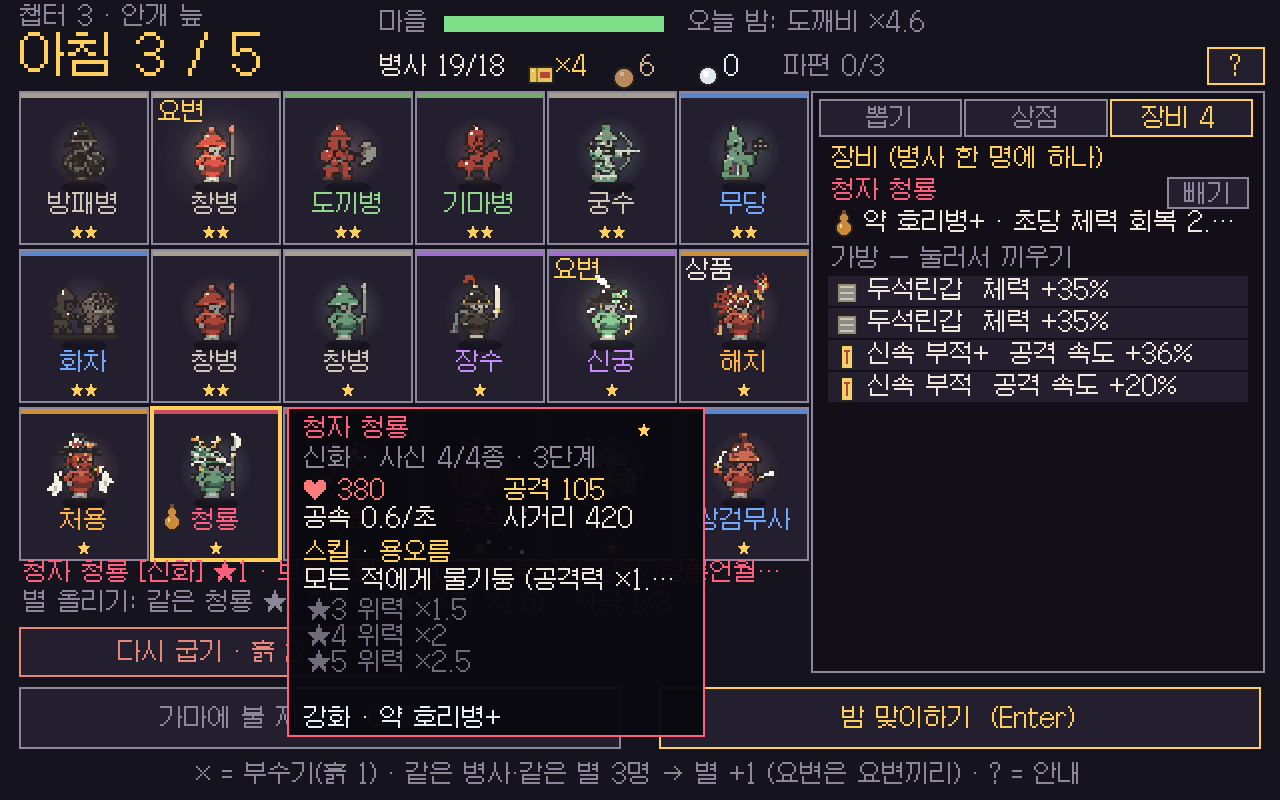 챕터 3 · 안개 늪
아침 3 / 5
마을
오늘 밤: 도깨비 ×4.6
병사 19/18
×4
6
0
파편 0/3
?
요변
방패병
★★
창병
★★
도끼병
★★
기마병
★★
궁수
★★
무당
★★
요변
상품
화차
★★
창병
★★
창병
★
장수
★
신궁
★
해치
★
처용
★
청룡
★
상검무사
★
청자 청룡 [신화] ★1 ·
청룡언월…
별 올리기: 같은 청룡 ★
다시 굽기 · 흙
가마에 불
밤 맞이하기 (Enter)
× = 부수기(흙 1) · 같은 병사·같은 별 3명 → 별 +1 (요변은 요변끼리) · ? = 안내
뽑기
상점
장비 4
장비 (병사 한 명에 하나)
청자 청룡
빼기
약 호리병+ · 초당 체력 회복 2.…
가방 — 눌러서 끼우기
두석린갑 체력 +35%
두석린갑 체력 +35%
신속 부적+ 공격 속도 +36%
신속 부적 공격 속도 +20%
청자 청룡
★
신화 · 사신 4/4종 · 3단계
380
공격 105
공속 0.6/초
사거리 420
스킬 · 용오름
모든 적에게 물기둥 (공격력 ×1.…
★3 위력 ×1.5
★4 위력 ×2
★5 위력 ×2.5
강화 · 약 호리병+